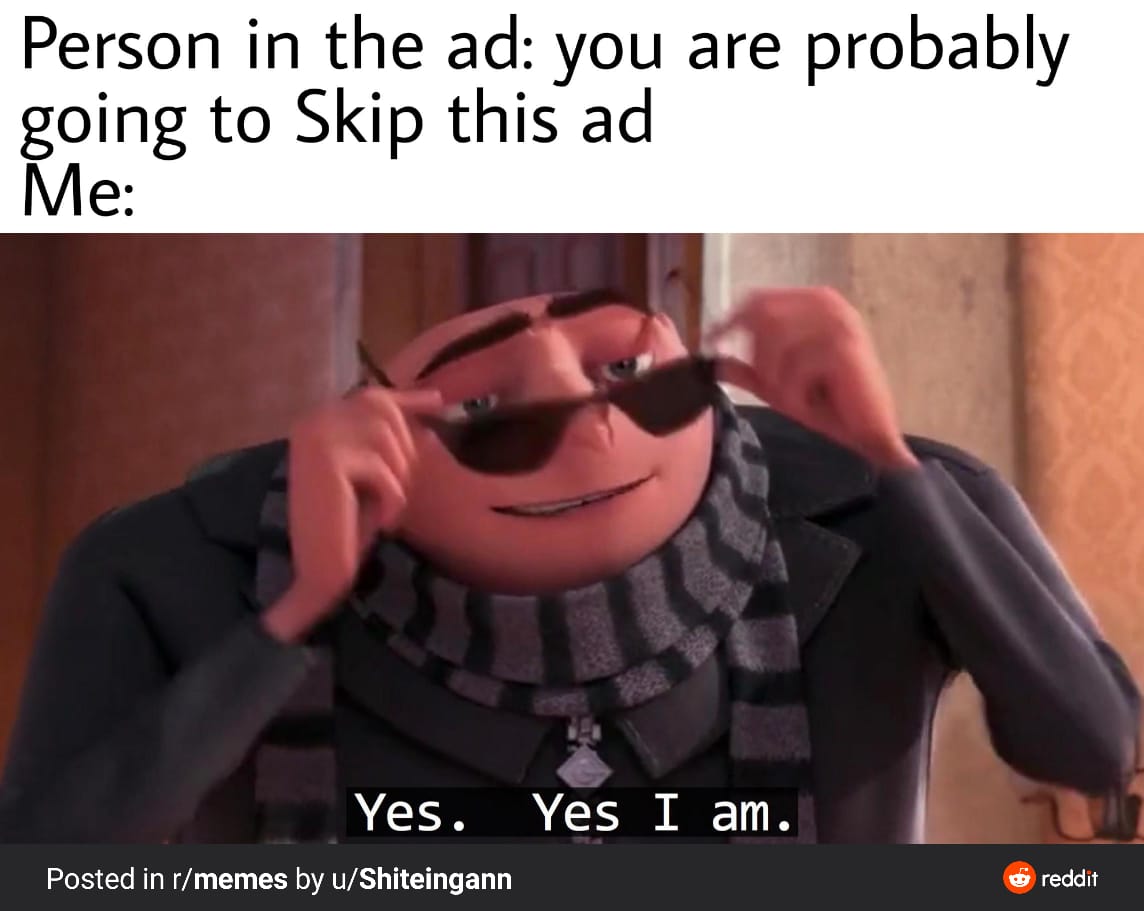 Person in the ad: you are probably
going to Skip this ad
Me:
Yes.  Yes I am.
Posted in r/memes by u/Shiteingann
reddit